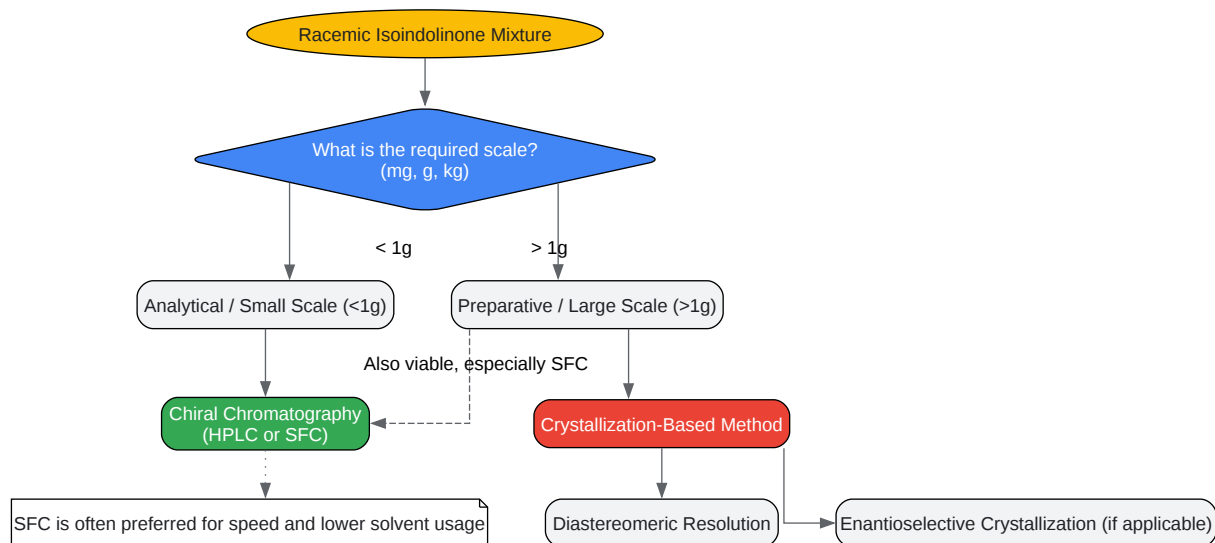 Racemic Isoindolinone Mixture
What is the required scale?
(mg, g, kg)
< 1g
> 1g
Analytical / Small Scale (<1g)
Preparative / Large Scale (>1g)
Also viable, especially SFC
Chiral Chromatography
(HPLC or SFC)
Crystallization-Based Method
SFC is often preferred for speed and lower solvent usage
Diastereomeric Resolution
Enantioselective Crystallization (if applicable)